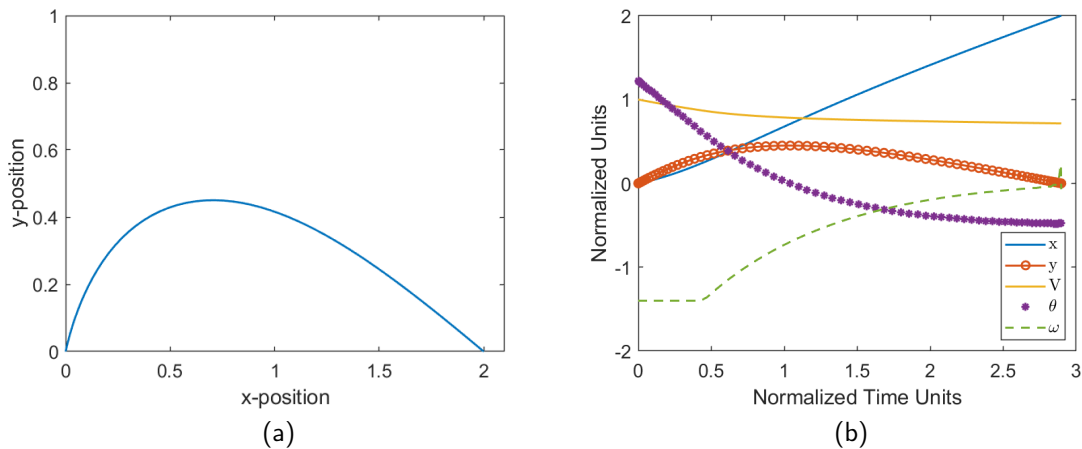 1
0.8
0.6
0.4
0.2
0
y-position
0 0.5 1 1.5 2
x-position
(a)
2
1
0
-1
-2
Normalized Units
x
y
V
θ
ω
0 0.5 1 1.5 2 2.5 3
Normalized Time Units
(b)